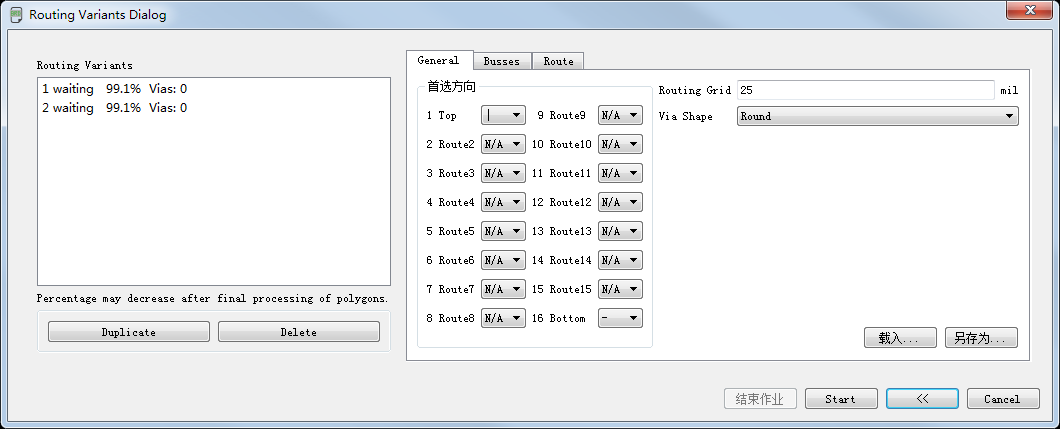 Routing Variants Dialog
Routing Variants
1 waiting 99.1% Vias: 0
2 waiting 99.1% Vias: 0
Percentage may decrease after final processing of polygons.
Duplicate Delete
General Busses Route
首选方向
1 Top | 9 Route9 N/A
2 Route2 N/A 10 Route10 N/A
3 Route3 N/A 11 Route11 N/A
4 Route4 N/A 12 Route12 N/A
5 Route5 N/A 13 Route13 N/A
6 Route6 N/A 14 Route14 N/A
7 Route7 N/A 15 Route15 N/A
8 Route8 N/A 16 Bottom -
Routing Grid 25 mil
Via Shape Round
载入... 另存为...
结束作业 Start << Cancel